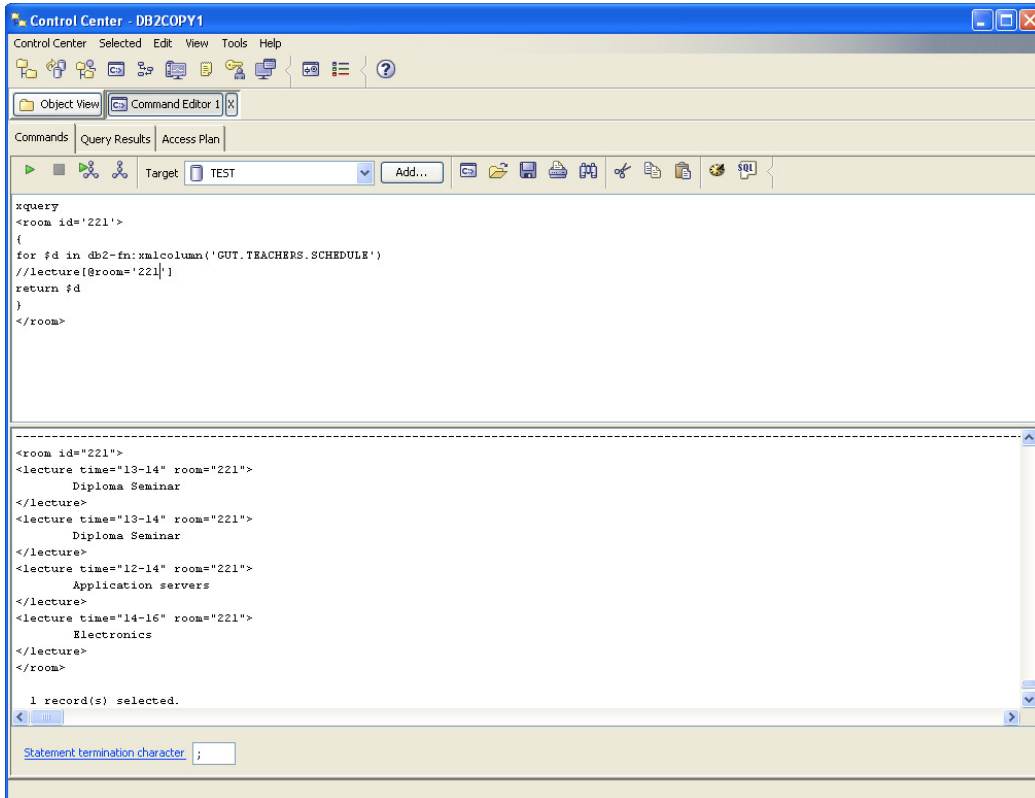 Control Center - DB2COPY1
Control Center Selected Edit View Tools Help
Object View Command Editor 1 X
Commands Query Results Access Plan
Target TEST Add... SQL
xquery
<room id='221'>
{
for $d in db2-fn:xmlcolumn('GUT.TEACHERS.SCHEDULE')
//lecture[@room='221']
return $d
}
</room>
--------------------------------------------------------------------------------
<room id="221">
<lecture time="13-14" room="221">
Diploma Seminar
</lecture>
<lecture time="13-14" room="221">
Diploma Seminar
</lecture>
<lecture time="12-14" room="221">
Application servers
</lecture>
<lecture time="14-16" room="221">
Electronics
</lecture>
</room>
1 record(s) selected.
Statement termination character ;